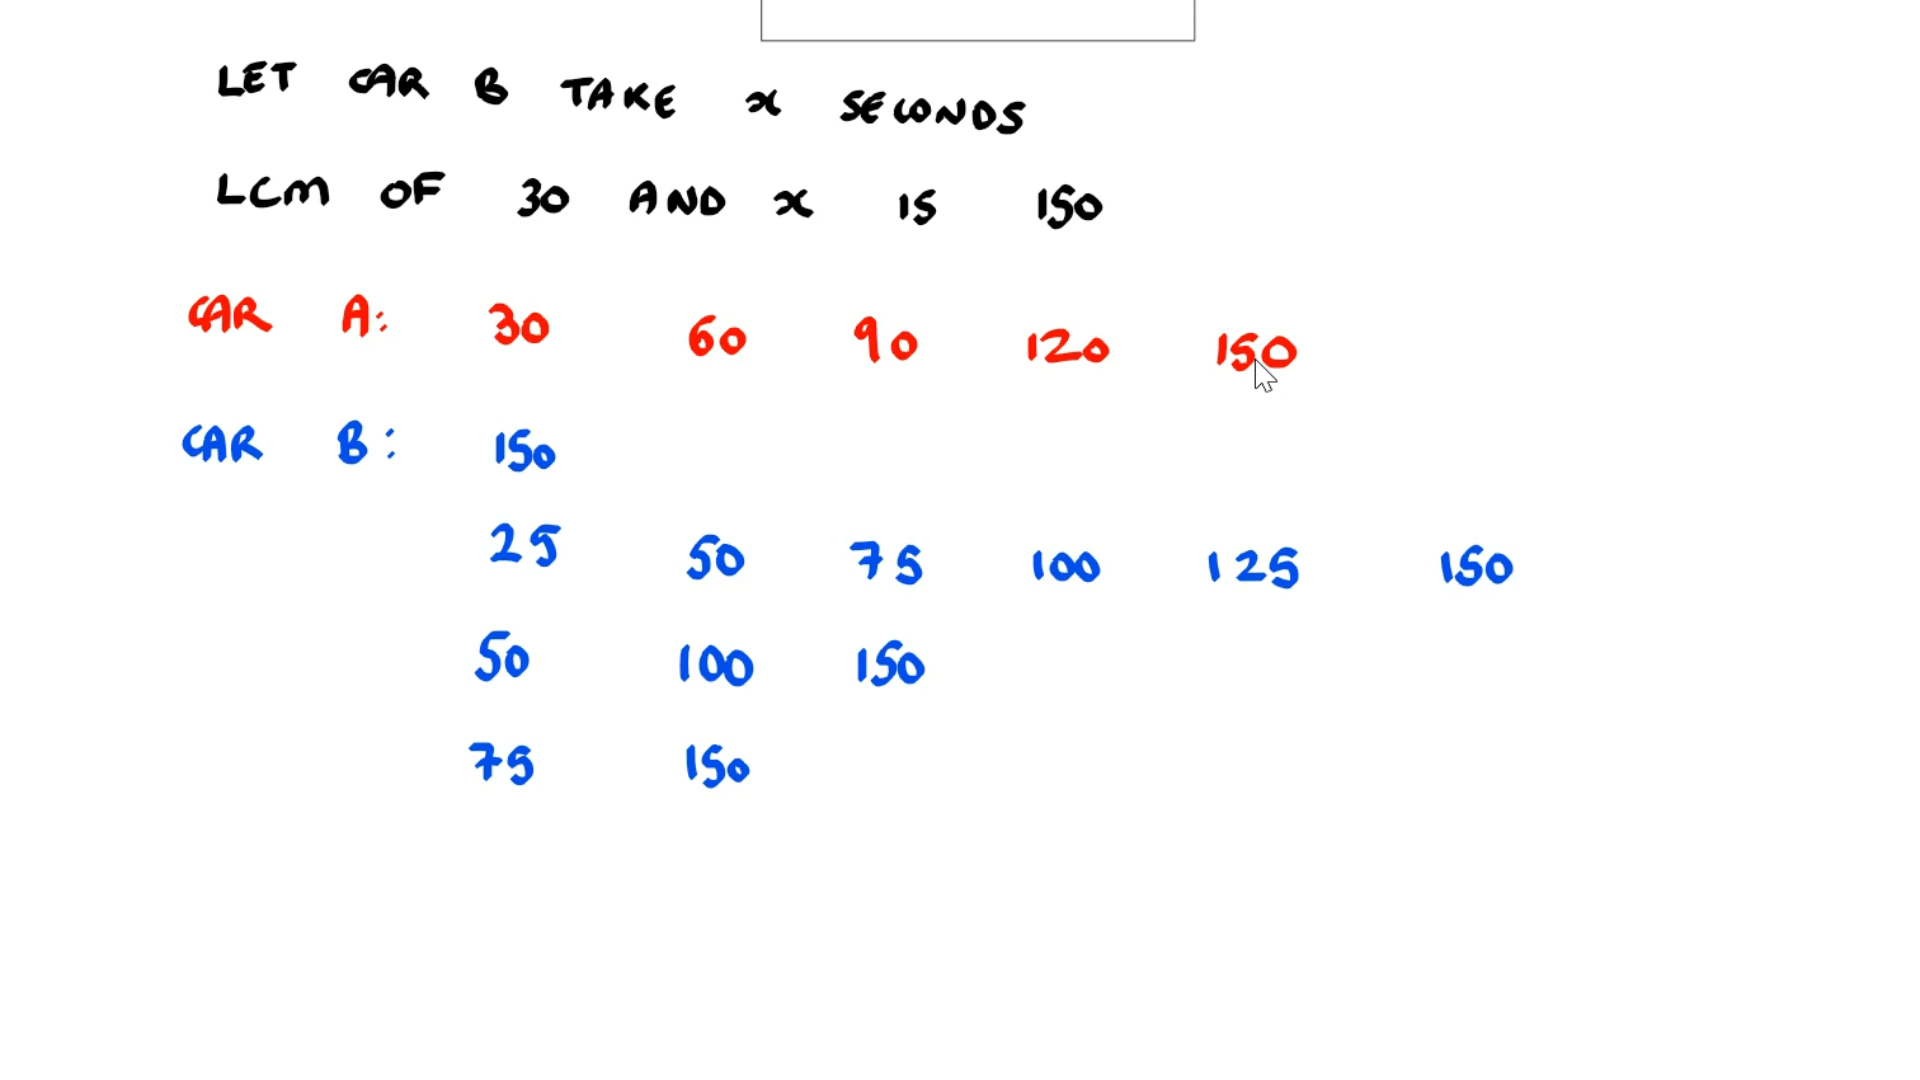 LET CAR B TAKE x SECONDS
LCM OF 30 AND x IS 150
CAR A: 30 60 90 120 150
CAR B: 150
25 50 75 100 125 150
50 100 150
75 150